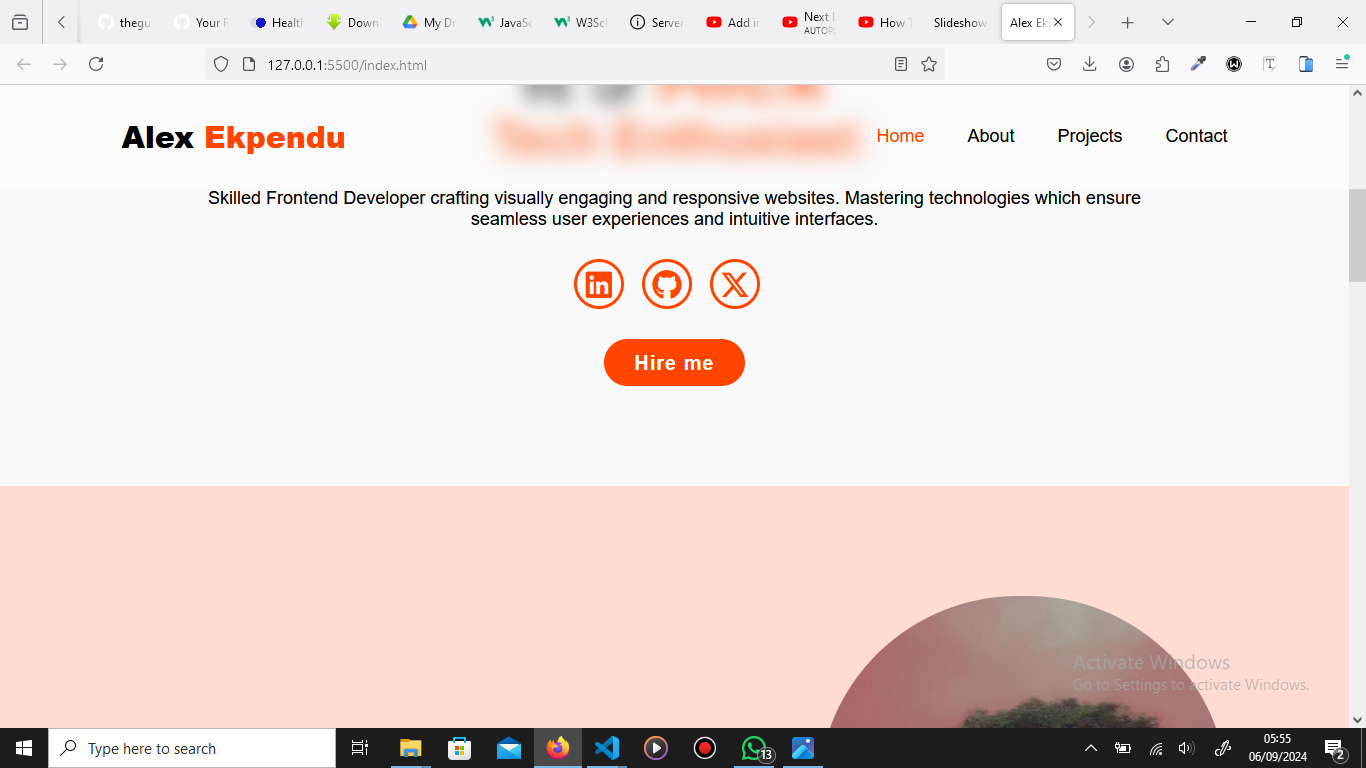 thegu
Your R
Health
Down
My Dr
JavaSc
W3Sch
Server
Add ir
Next L
AUTOPL
How T
Slideshow
Alex Ek
127.0.0.1:5500/index.html
Tech Enthusiast
Alex Ekpendu
Home
About
Projects
Contact
Skilled Frontend Developer crafting visually engaging and responsive websites. Mastering technologies which ensure
seamless user experiences and intuitive interfaces.
in
Hire me
Activate Windows
Go to Settings to activate Windows.
Type here to search
13
05:55
06/09/2024
2